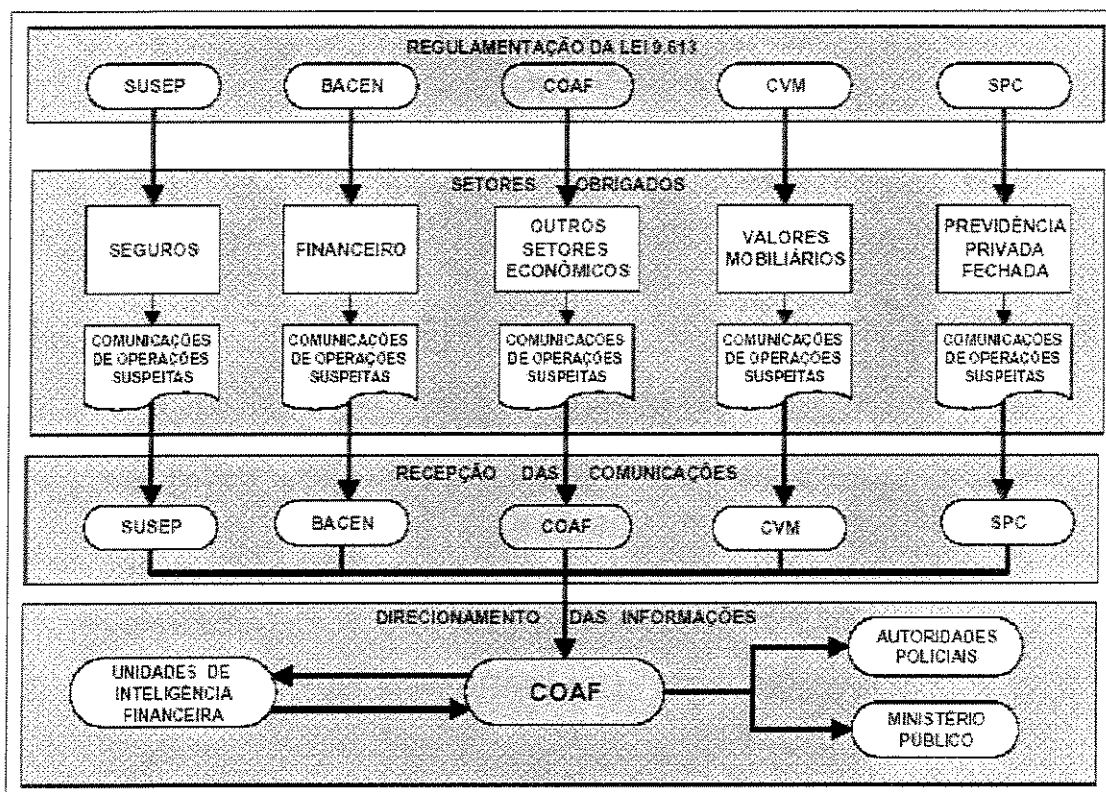 REGULAMENTAÇÃO DA LEI 9.613
SUSEP
BACEN
COAF
CVM
SPC
SETORES OBRIGADOS
SEGUROS
FINANCEIRO
OUTROS
SETORES
ECONÔMICOS
VALORES
MOBILIÁRIOS
PREVIDÊNCIA
PRIVADA
FECHADA
COMUNICAÇÕES
DE OPERAÇÕES
SUSPEITAS
COMUNICAÇÕES
DE OPERAÇÕES
SUSPEITAS
COMUNICAÇÕES
DE OPERAÇÕES
SUSPEITAS
COMUNICAÇÕES
DE OPERAÇÕES
SUSPEITAS
COMUNICAÇÕES
DE OPERAÇÕES
SUSPEITAS
RECEPÇÃO DAS COMUNICAÇÕES
SUSEP
BACEN
COAF
CVM
SPC
DIRECIONAMENTO DAS INFORMAÇÕES
UNIDADES DE
INTELIGÊNCIA
FINANCEIRA
COAF
AUTORIDADES
POLICIAIS
MINISTÉRIO
PÚBLICO